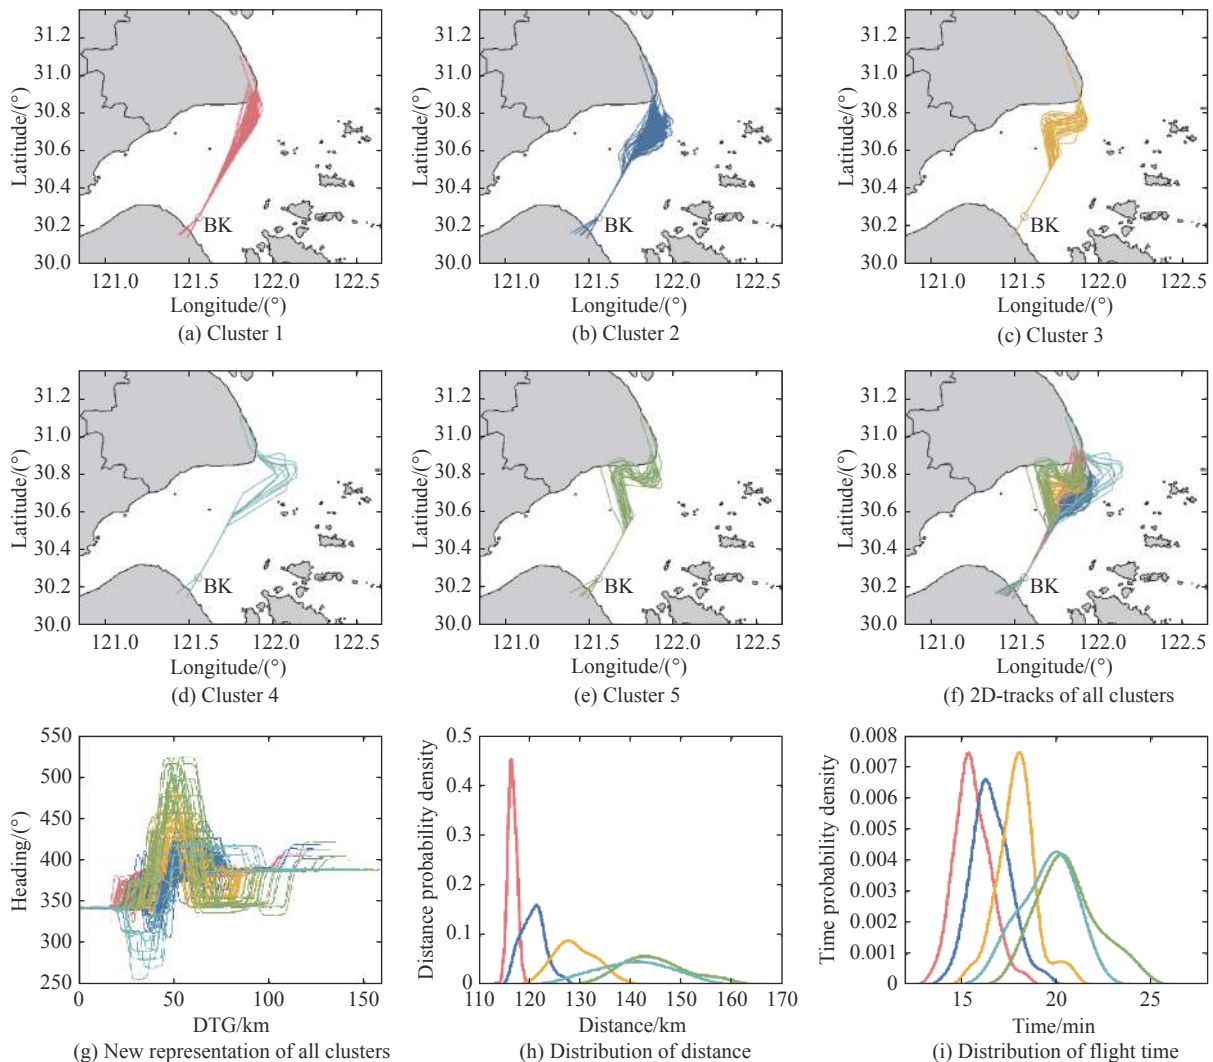 31.2
31.0
30.8
30.6
30.4
30.2
30.0
Latitude/(°)
BK
121.0 121.5 122.0 122.5
Longitude/(°)
(a) Cluster 1
31.2
31.0
30.8
30.6
30.4
30.2
30.0
Latitude/(°)
BK
121.0 121.5 122.0 122.5
Longitude/(°)
(b) Cluster 2
31.2
31.0
30.8
30.6
30.4
30.2
30.0
Latitude/(°)
BK
121.0 121.5 122.0 122.5
Longitude/(°)
(c) Cluster 3
31.2
31.0
30.8
30.6
30.4
30.2
30.0
Latitude/(°)
BK
121.0 121.5 122.0 122.5
Longitude/(°)
(d) Cluster 4
31.2
31.0
30.8
30.6
30.4
30.2
30.0
Latitude/(°)
BK
121.0 121.5 122.0 122.5
Longitude/(°)
(e) Cluster 5
31.2
31.0
30.8
30.6
30.4
30.2
30.0
Latitude/(°)
BK
121.0 121.5 122.0 122.5
Longitude/(°)
(f) 2D-tracks of all clusters
550
500
450
400
350
300
250
Heading/(°)
0 50 100 150
DTG/km
(g) New representation of all clusters
0.5
0.4
0.3
0.2
0.1
0
Distance probability density
110 120 130 140 150 160 170
Distance/km
(h) Distribution of distance
0.008
0.007
0.006
0.005
0.004
0.003
0.002
0.001
0
Time probability density
15 20 25
Time/min
(i) Distribution of flight time